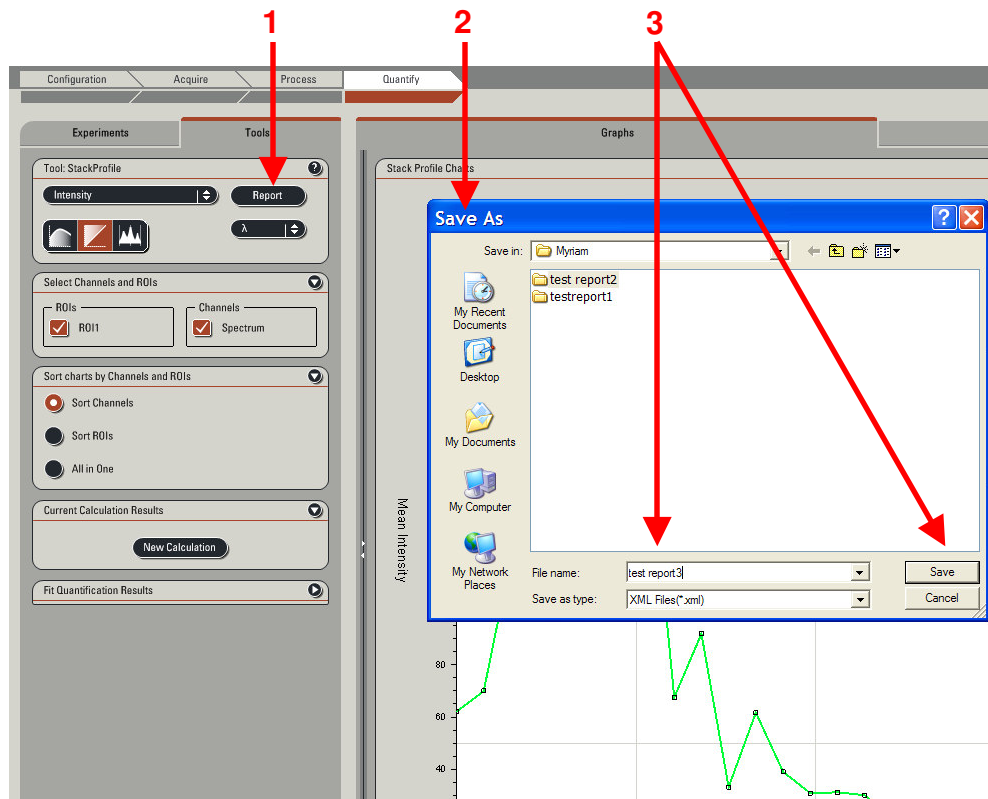 1 2 3
Configuration Acquire Process Quantify
Experiments Tools Graphs
Tool: StackProfile ?
Stack Profile Charts
Intensity Report
λ
Save As ?
Save in: Myriam
test report2
testreport1
My Recent
Documents
Desktop
My Documents
My Computer
My Network
Places
Select Channels and ROIs
ROIs Channels
ROI1 Spectrum
Sort charts by Channels and ROIs
Sort Channels
Sort ROIs
All in One
Current Calculation Results
New Calculation
Fit Quantification Results
Mean Intensity
File name: test report3 Save
Save as type: XML Files(*.xml) Cancel
80
60
40